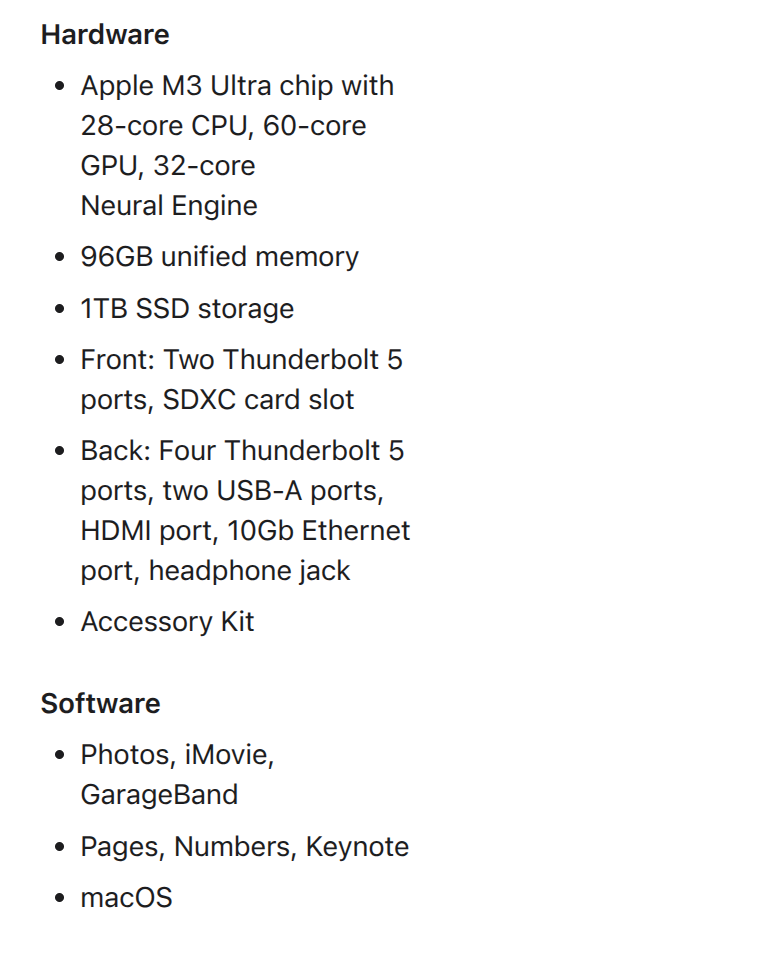 Hardware
Apple M3 Ultra chip with
28-core CPU, 60-core
GPU, 32-core
Neural Engine
96GB unified memory
1TB SSD storage
Front: Two Thunderbolt 5
ports, SDXC card slot
Back: Four Thunderbolt 5
ports, two USB-A ports,
HDMI port, 10Gb Ethernet
port, headphone jack
Accessory Kit
Software
Photos, iMovie,
GarageBand
Pages, Numbers, Keynote
macOS